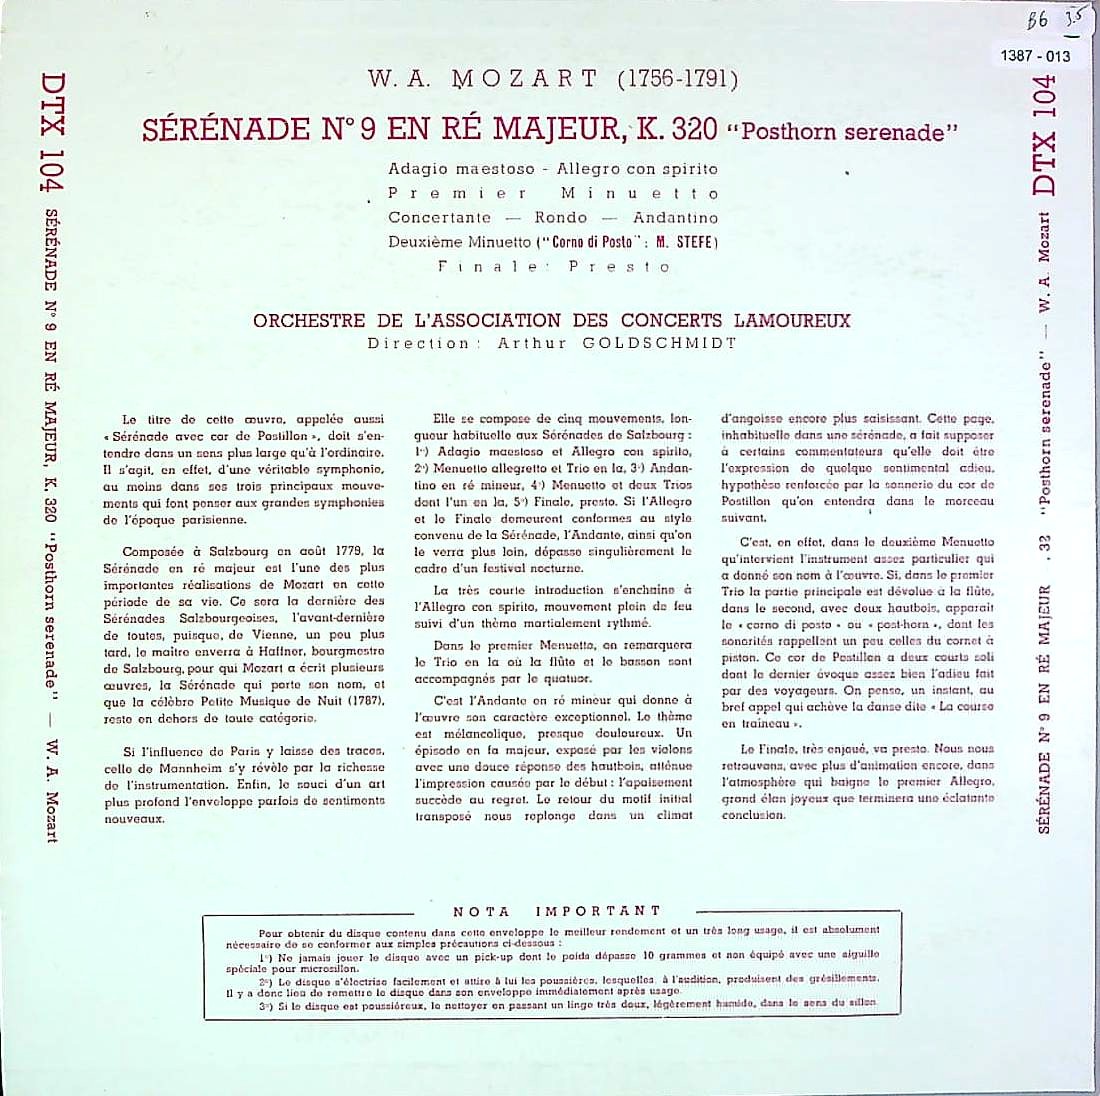 B6 3.5
1387 - 013
W. A. MOZART (1756-1791)
SÉRÉNADE N° 9 EN RÉ MAJEUR, K. 320 "Posthorn serenade"
Adagio maestoso - Allegro con spirito
Premier Minuetto
Concertante — Rondo — Andantino
Deuxième Minuetto ("Corno di Posto" : M. STEFE)
Finale: Presto
ORCHESTRE DE L'ASSOCIATION DES CONCERTS LAMOUREUX
Direction : Arthur GOLDSCHMIDT
DTX 104 SÉRÉNADE N° 9 EN RÉ MAJEUR, K. 320 "Posthorn serenade" — W. A. Mozart
Le titre de cette œuvre, appelée aussi
« Sérénade avec cor de Postillon », doit s'en-
tendre dans un sens plus large qu'à l'ordinaire.
Il s'agit, en effet, d'une véritable symphonie,
au moins dans ses trois principaux mouve-
ments qui font penser aux grandes symphonies
de l'époque parisienne.
Composée à Salzbourg en août 1779, la
Sérénade en ré majeur est l'une des plus
importantes réalisations de Mozart en cette
période de sa vie. Ce sera la dernière des
Sérénades Salzbourgeoises, l'avant-dernière
de toutes, puisque, de Vienne, un peu plus
tard, le maître enverra à Haffner, bourgmestre
de Salzbourg, pour qui Mozart a écrit plusieurs
œuvres, la Sérénade qui porte son nom, et
que la célèbre Petite Musique de Nuit (1787),
reste en dehors de toute catégorie.
Si l'influence de Paris y laisse des traces,
celle de Mannheim s'y révèle par la richesse
de l'instrumentation. Enfin, le souci d'un art
plus profond l'enveloppe parfois de sentiments
nouveaux.
Elle se compose de cinq mouvements, lon-
gueur habituelle aux Sérénades de Salzbourg :
1°) Adagio maestoso et Allegro con spirito,
2°) Menuetto allegretto et Trio en la, 3°) Andan-
tino en ré mineur, 4°) Menuetto et deux Trios
dont l'un en la, 5°) Finale, presto. Si l'Allegro
et le Finale demeurent conformes au style
convenu de la Sérénade, l'Andante, ainsi qu'on
le verra plus loin, dépasse singulièrement le
cadre d'un festival nocturne.
La très courte introduction s'enchaîne à
l'Allegro con spirito, mouvement plein de feu
suivi d'un thème martialement rythmé.
Dans le premier Menuetto, on remarquera
le Trio en la où la flûte et le basson sont
accompagnés par le quatuor.
C'est l'Andante en ré mineur qui donne à
l'œuvre son caractère exceptionnel. Le thème
est mélancolique, presque douloureux. Un
épisode en fa majeur, exposé par les violons
avec une douce réponse des hautbois, atténue
l'impression causée par le début : l'apaisement
succède au regret. Le retour du motif initial
transposé nous replonge dans un climat
d'angoisse encore plus saisissant. Cette page,
inhabituelle dans une sérénade, a fait supposer
à certains commentateurs qu'elle doit être
l'expression de quelque sentimental adieu,
hypothèse renforcée par la sonnerie du cor de
Postillon qu'on entendra dans le morceau
suivant.
C'est, en effet, dans le deuxième Menuetto
qu'intervient l'instrument assez particulier qui
a donné son nom à l'œuvre. Si, dans le premier
Trio la partie principale est dévolue à la flûte,
dans le second, avec deux hautbois, apparaît
le « corno di posto » ou « post-horn », dont les
sonorités rappellent un peu celles du cornet à
piston. Ce cor de Postillon a deux courts soli
dont le dernier évoque assez bien l'adieu fait
par des voyageurs. On pense, un instant, au
bref appel qui achève la danse dite « La course
en traîneau ».
Le Finale, très enjoué, va presto. Nous nous
retrouvons, avec plus d'animation encore, dans
l'atmosphère qui baigne le premier Allegro,
grand élan joyeux que terminera une éclatante
conclusion.
SÉRÉNADE N° 9 EN RÉ MAJEUR . 32 "Posthorn serenade" — W. A. Mozart DTX 104
NOTA IMPORTANT
Pour obtenir du disque contenu dans cette enveloppe le meilleur rendement et un très long usage, il est absolument
nécessaire de se conformer aux simples précautions ci-dessous :
1°) Ne jamais jouer le disque avec un pick-up dont le poids dépasse 10 grammes et non équipé avec une aiguille
spéciale pour microsillon.
2°) Le disque s'électrise facilement et attire à lui les poussières, lesquelles, à l'audition, produisent des grésillements.
Il y a donc lieu de remettre le disque dans son enveloppe immédiatement après usage.
3°) Si le disque est poussiéreux, le nettoyer en passant un linge très doux, légèrement humide, dans le sens du sillon.